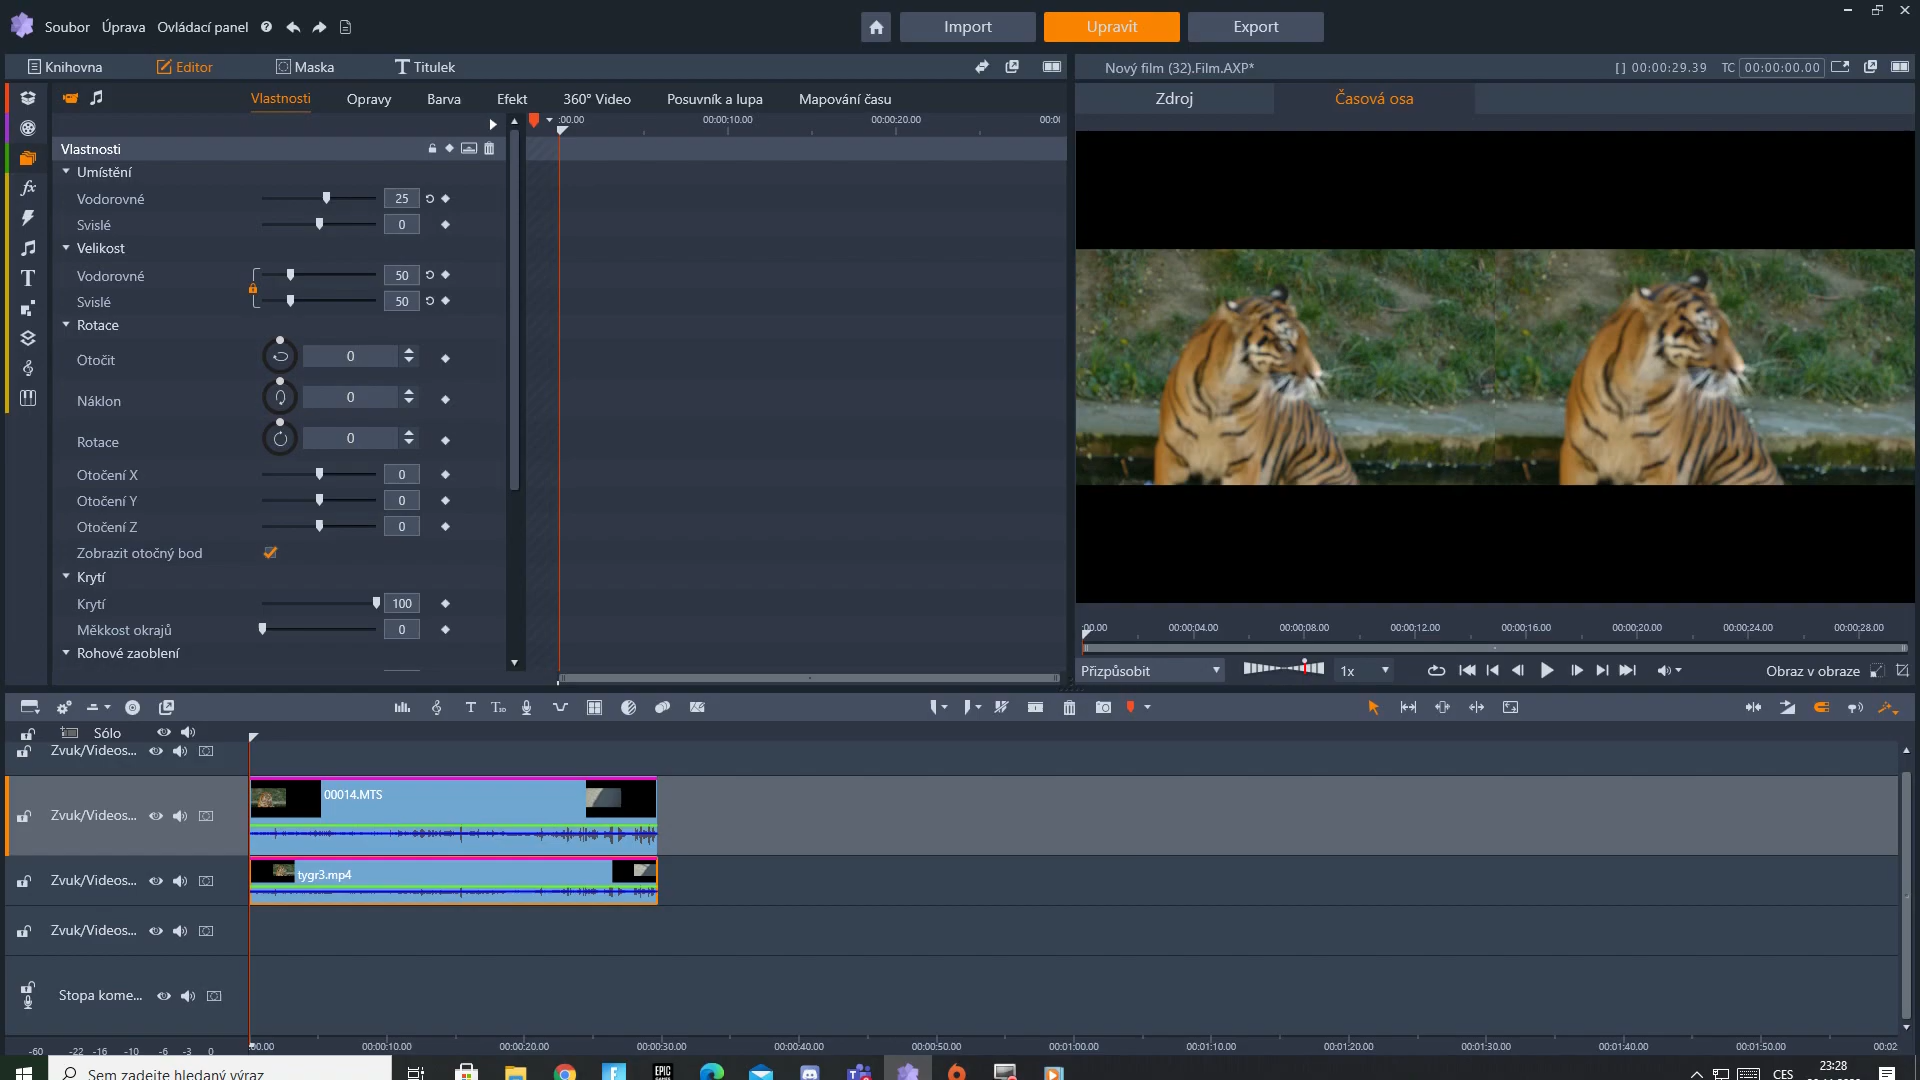 Soubor Úprava Ovládací panel
Import Upravit Export
Knihovna Editor Maska Titulek
Nový film (32).Film.AXP* [ ] 00:00:29.39 TC 00:00:00.00
Vlastnosti Opravy Barva Efekt 360° Video Posuvník a lupa Mapování času
Zdroj Časová osa
:00.00 00:00:10.00 00:00:20.00 00:0
Vlastnosti
Umístění
Vodorovné 25
Svislé 0
Velikost
Vodorovné 50
Svislé 50
Rotace
Otočit 0
Náklon 0
Rotace 0
Otočení X 0
Otočení Y 0
Otočení Z 0
Zobrazit otočný bod
Krytí
Krytí 100
Měkkost okrajů 0
Rohové zaoblení
:00.00 00:00:04.00 00:00:08.00 00:00:12.00 00:00:16.00 00:00:20.00 00:00:24.00 00:00:28.00
Přizpůsobit 1x Obraz v obraze
Sólo
Zvuk/Videos...
Zvuk/Videos... 00014.MTS
Zvuk/Videos... tygr3.mp4
Zvuk/Videos...
Stopa kome...
-60 -22 -16 -10 -6 -3 0 :00.00 00:00:10.00 00:00:20.00 00:00:30.00 00:00:40.00 00:00:50.00 00:01:00.00 00:01:10.00 00:01:20.00 00:01:30.00 00:01:40.00 00:01:50.00 00:02
Sem zadejte hledaný výraz
EPIC
CES
23:28